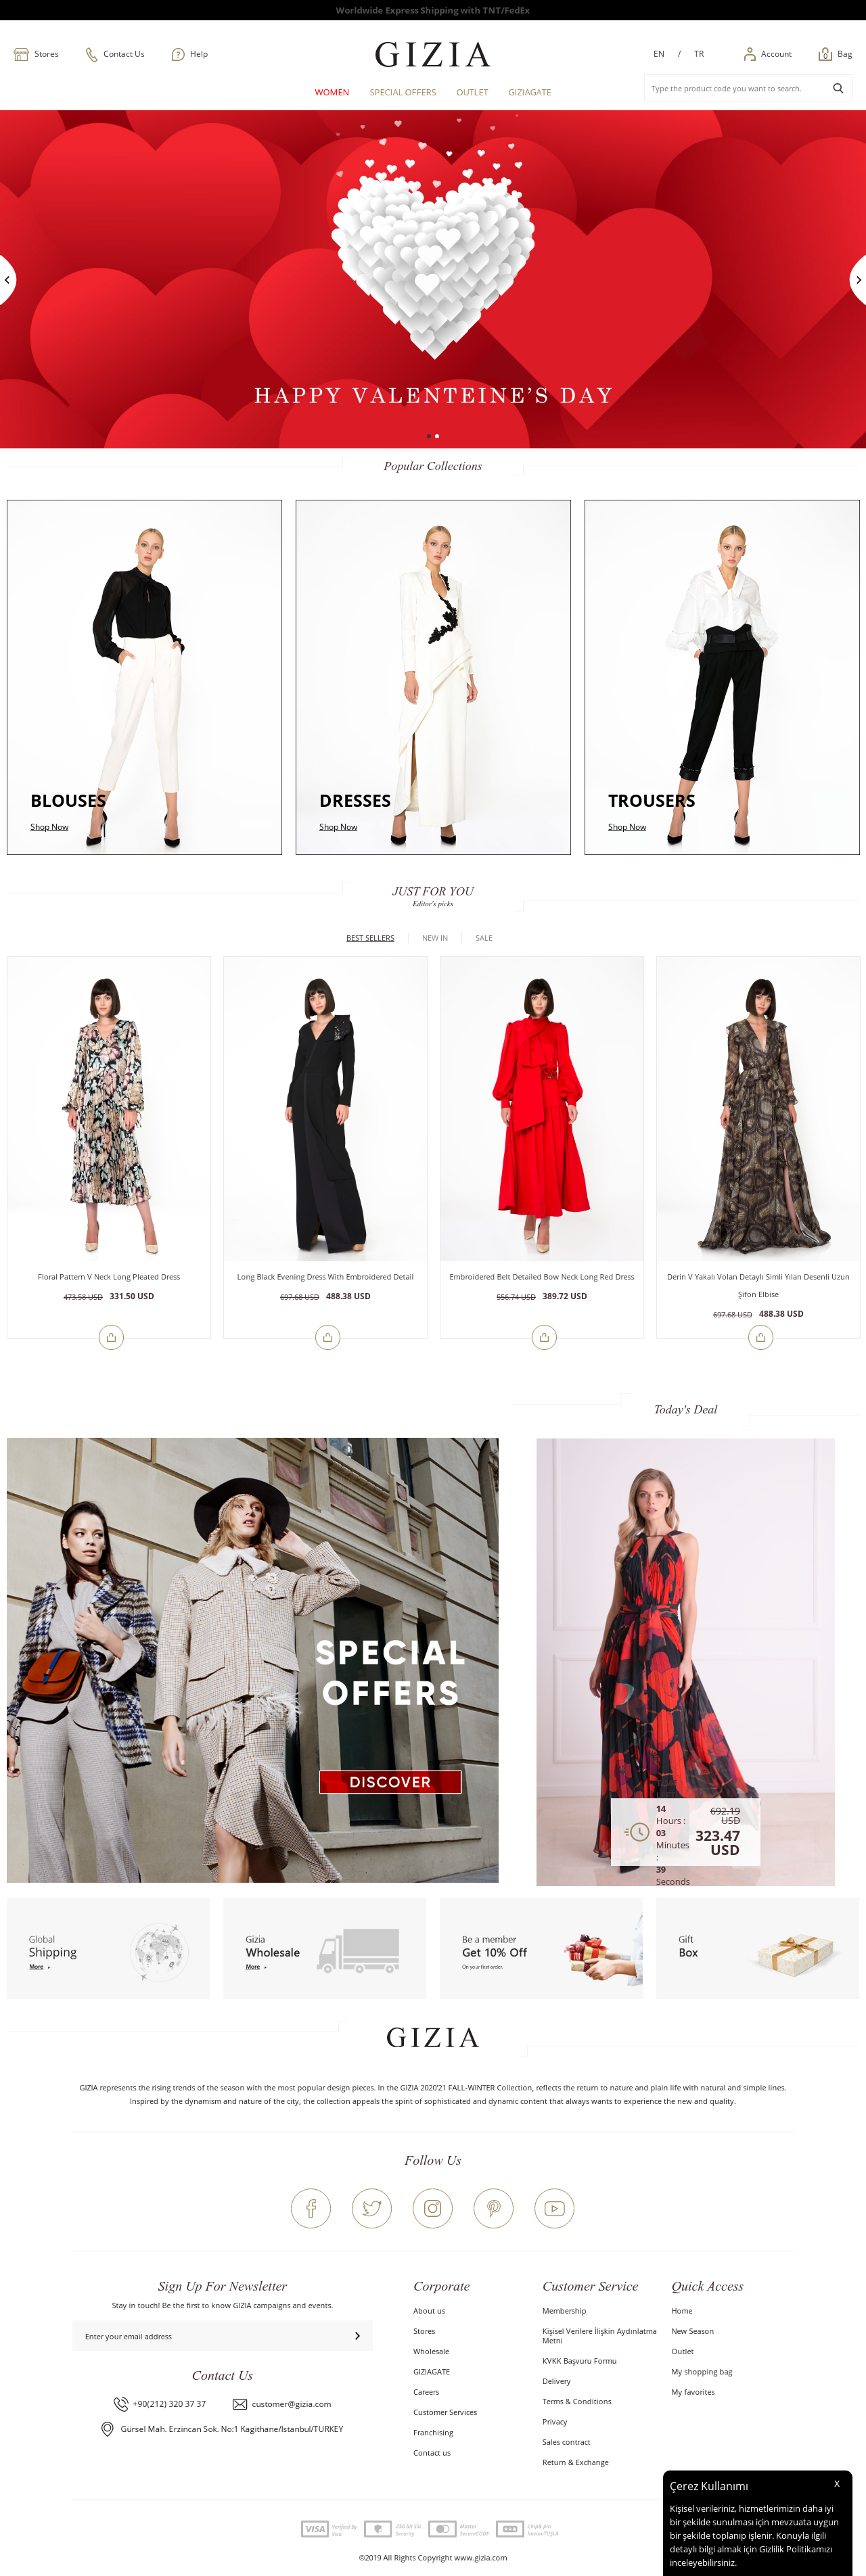 Worldwide Express Shipping with TNT/FedEx
Stores
Contact Us
Help
GIZIA
EN / TR
Account
0
Bag
WOMEN
SPECIAL OFFERS
OUTLET
GIZIAGATE
Type the product code you want to search.
HAPPY VALENTEINE'S DAY
Popular Collections
BLOUSES
Shop Now
DRESSES
Shop Now
TROUSERS
Shop Now
JUST FOR YOU
Editor's picks
BEST SELLERS
NEW IN
SALE
Floral Pattern V Neck Long Pleated Dress
473.58 USD 331.50 USD
Long Black Evening Dress With Embroidered Detail
697.68 USD 488.38 USD
Embroidered Belt Detailed Bow Neck Long Red Dress
556.74 USD 389.72 USD
Derin V Yakalı Volan Detaylı Simli Yılan Desenli Uzun
Şifon Elbise
697.68 USD 488.38 USD
Today's Deal
SPECIAL
OFFERS
DISCOVER
14
Hours :
03
Minutes
:
39
Seconds
692.19
USD
323.47
USD
Global
Shipping
More
Gizia
Wholesale
More
Be a member
Get 10% Off
On your first order.
Gift
Box
GIZIA
GIZIA represents the rising trends of the season with the most popular design pieces. In the GIZIA 2020'21 FALL-WINTER Collection, reflects the return to nature and plain life with natural and simple lines.
Inspired by the dynamism and nature of the city, the collection appeals the spirit of sophisticated and dynamic content that always wants to experience the new and quality.
Follow Us
Sign Up For Newsletter
Stay in touch! Be the first to know GIZIA campaigns and events.
Enter your email address
Contact Us
+90(212) 320 37 37
customer@gizia.com
Gürsel Mah. Erzincan Sok. No:1 Kagithane/Istanbul/TURKEY
Corporate
About us
Stores
Wholesale
GIZIAGATE
Careers
Customer Services
Franchising
Contact us
Customer Service
Membership
Kişisel Verilere İlişkin Aydınlatma
Metni
KVKK Başvuru Formu
Delivery
Terms & Conditions
Privacy
Sales contract
Return & Exchange
Quick Access
Home
New Season
Outlet
My shopping bag
My favorites
Çerez Kullanımı
x
Kişisel verileriniz, hizmetlerimizin daha iyi
bir şekilde sunulması için mevzuata uygun
bir şekilde toplanıp işlenir. Konuyla ilgili
detaylı bilgi almak için Gizlilik Politikamızı
inceleyebilirsiniz.
VISA
Verified By
Visa
256 bit SSL
Security
Master
SecureCODE
Chip& pin
İmzanıTUŞLA
©2019 All Rights Copyright www.gizia.com